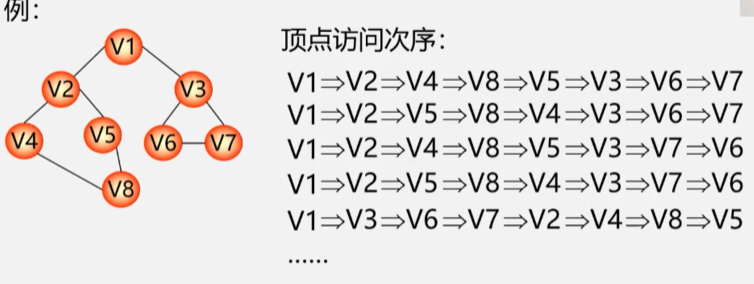 例：
顶点访问次序：
V1⇒V2⇒V4⇒V8⇒V5⇒V3⇒V6⇒V7
V1⇒V2⇒V5⇒V8⇒V4⇒V3⇒V6⇒V7
V1⇒V2⇒V4⇒V8⇒V5⇒V3⇒V7⇒V6
V1⇒V2⇒V5⇒V8⇒V4⇒V3⇒V7⇒V6
V1⇒V3⇒V6⇒V7⇒V2⇒V4⇒V8⇒V5
……
V1
V2
V3
V4
V5
V6
V7
V8